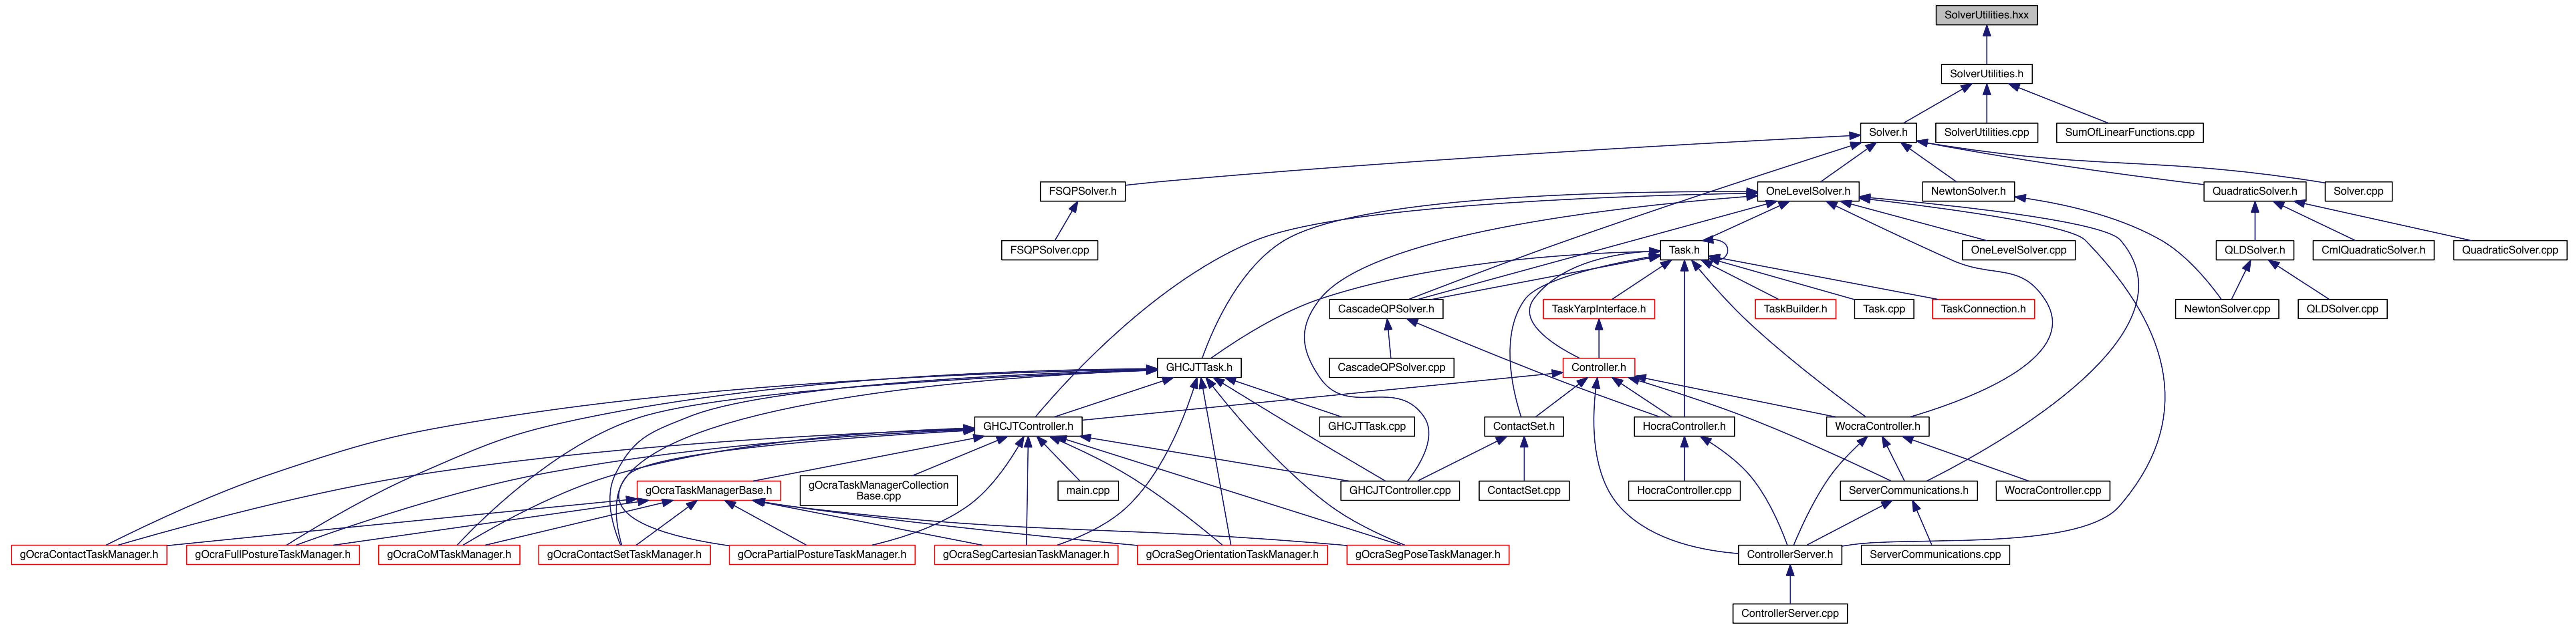 SolverUtilities.hxx
SolverUtilities.h
Solver.h
SolverUtilities.cpp
SumOfLinearFunctions.cpp
FSQPSolver.h
OneLevelSolver.h
NewtonSolver.h
QuadraticSolver.h
Solver.cpp
FSQPSolver.cpp
Task.h
OneLevelSolver.cpp
QLDSolver.h
CmlQuadraticSolver.h
QuadraticSolver.cpp
CascadeQPSolver.h
TaskYarpInterface.h
TaskBuilder.h
Task.cpp
TaskConnection.h
NewtonSolver.cpp
QLDSolver.cpp
GHCJTTask.h
CascadeQPSolver.cpp
Controller.h
GHCJTController.h
GHCJTTask.cpp
ContactSet.h
HocraController.h
WocraController.h
gOcraTaskManagerBase.h
gOcraTaskManagerCollection
Base.cpp
main.cpp
GHCJTController.cpp
ContactSet.cpp
HocraController.cpp
ServerCommunications.h
WocraController.cpp
gOcraContactTaskManager.h
gOcraFullPostureTaskManager.h
gOcraCoMTaskManager.h
gOcraContactSetTaskManager.h
gOcraPartialPostureTaskManager.h
gOcraSegCartesianTaskManager.h
gOcraSegOrientationTaskManager.h
gOcraSegPoseTaskManager.h
ControllerServer.h
ServerCommunications.cpp
ControllerServer.cpp